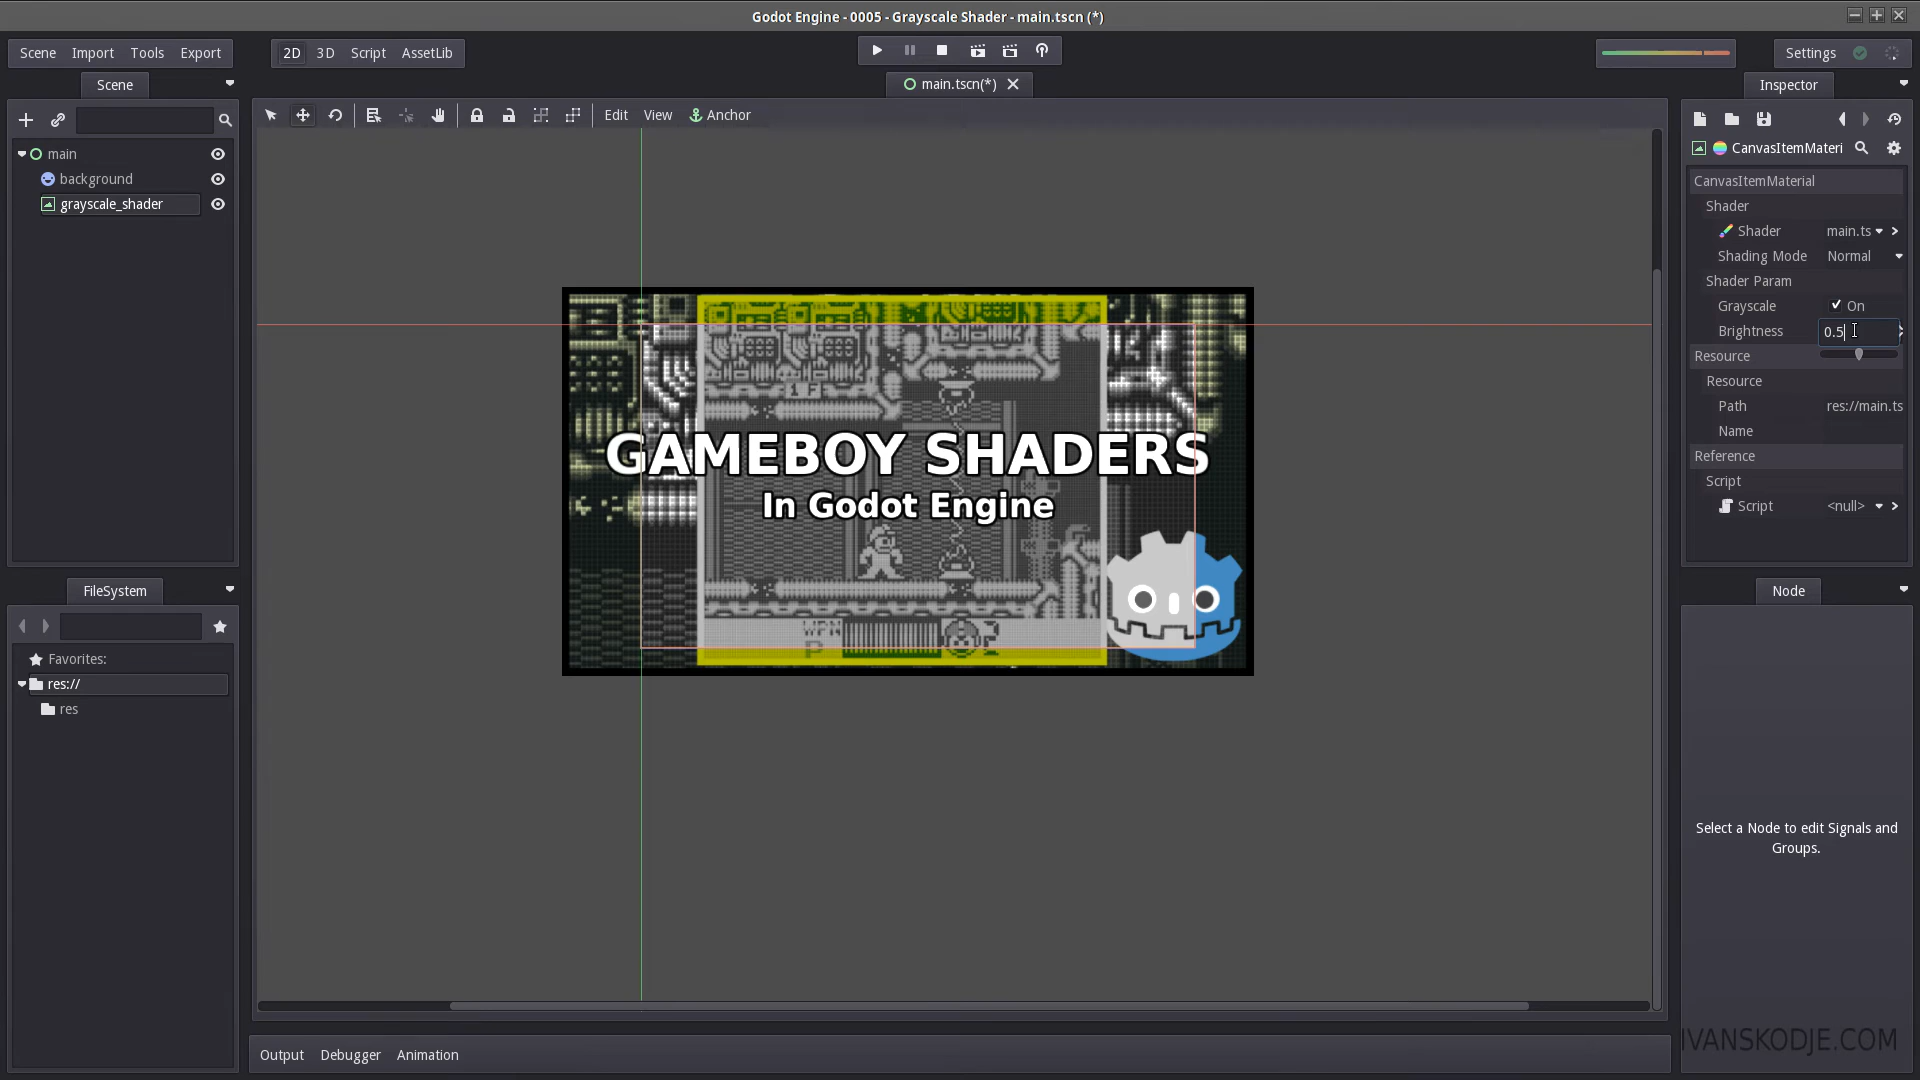 Godot Engine - 0005 - Grayscale Shader - main.tscn (*)
Scene Import Tools Export
2D 3D Script AssetLib
Settings
Scene
main
background
grayscale_shader
FileSystem
Favorites:
res://
res
main.tscn(*)
Edit View Anchor
GAMEBOY SHADERS
In Godot Engine
WPN
P
Output Debugger Animation
Inspector
CanvasItemMateri
CanvasItemMaterial
Shader
Shader main.ts
Shading Mode Normal
Shader Param
Grayscale On
Brightness 0.5
Resource
Resource
Path res://main.ts
Name
Reference
Script
Script <null>
Node
Select a Node to edit Signals and
Groups.
IVANSKODJE.COM